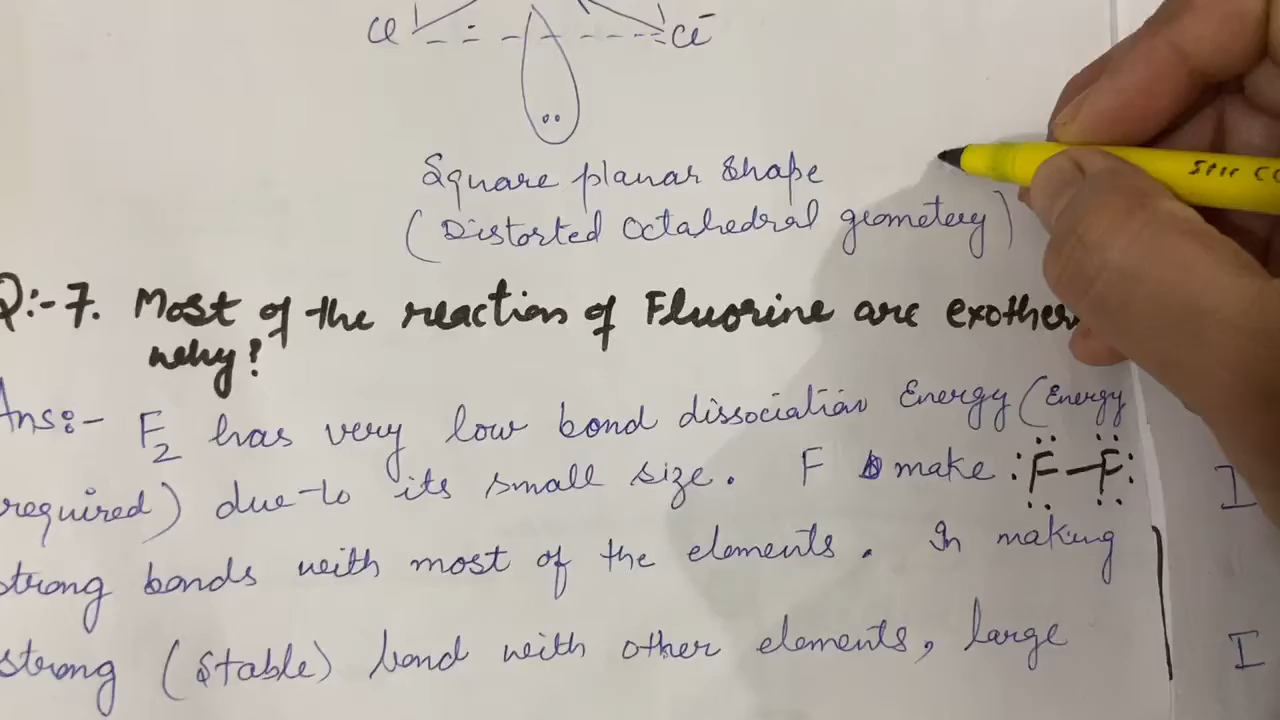 Cl Cl⁻
Square planar shape
(Distorted Octahedral geometery)
Q:-7. Most of the reaction of Fluorine are exother
why?
Ans:- F₂ has very low bond dissociation Energy (Energy
required) due to its small size. F make :F—F:
strong bonds with most of the elements. In making
strong (stable) bond with other elements, large
I
I